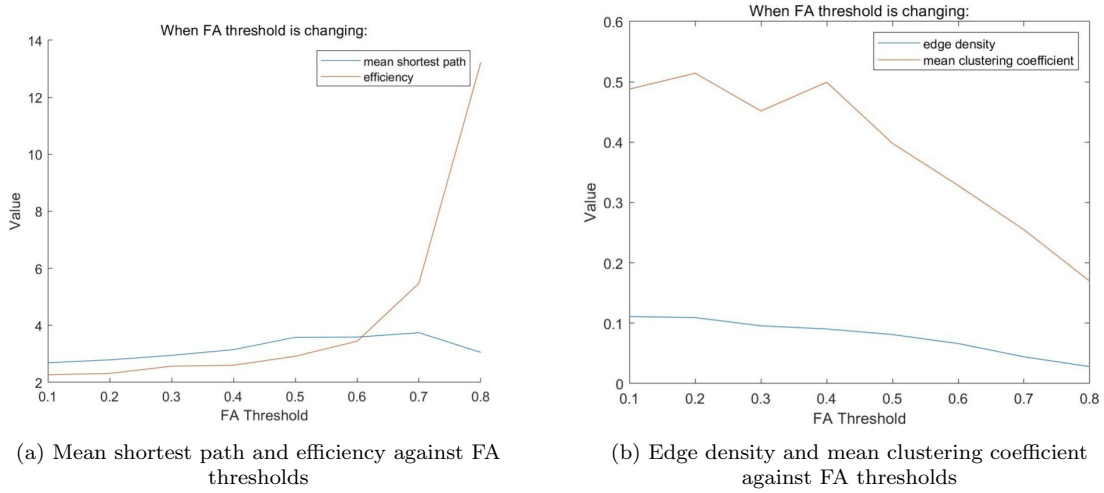 When FA threshold is changing:
14
12
10
8
6
4
2
Value
mean shortest path
efficiency
0.1 0.2 0.3 0.4 0.5 0.6 0.7 0.8
FA Threshold
(a) Mean shortest path and efficiency against FA
thresholds
When FA threshold is changing:
0.6
0.5
0.4
0.3
0.2
0.1
0
Value
edge density
mean clustering coefficient
0.1 0.2 0.3 0.4 0.5 0.6 0.7 0.8
FA Threshold
(b) Edge density and mean clustering coefficient
against FA thresholds